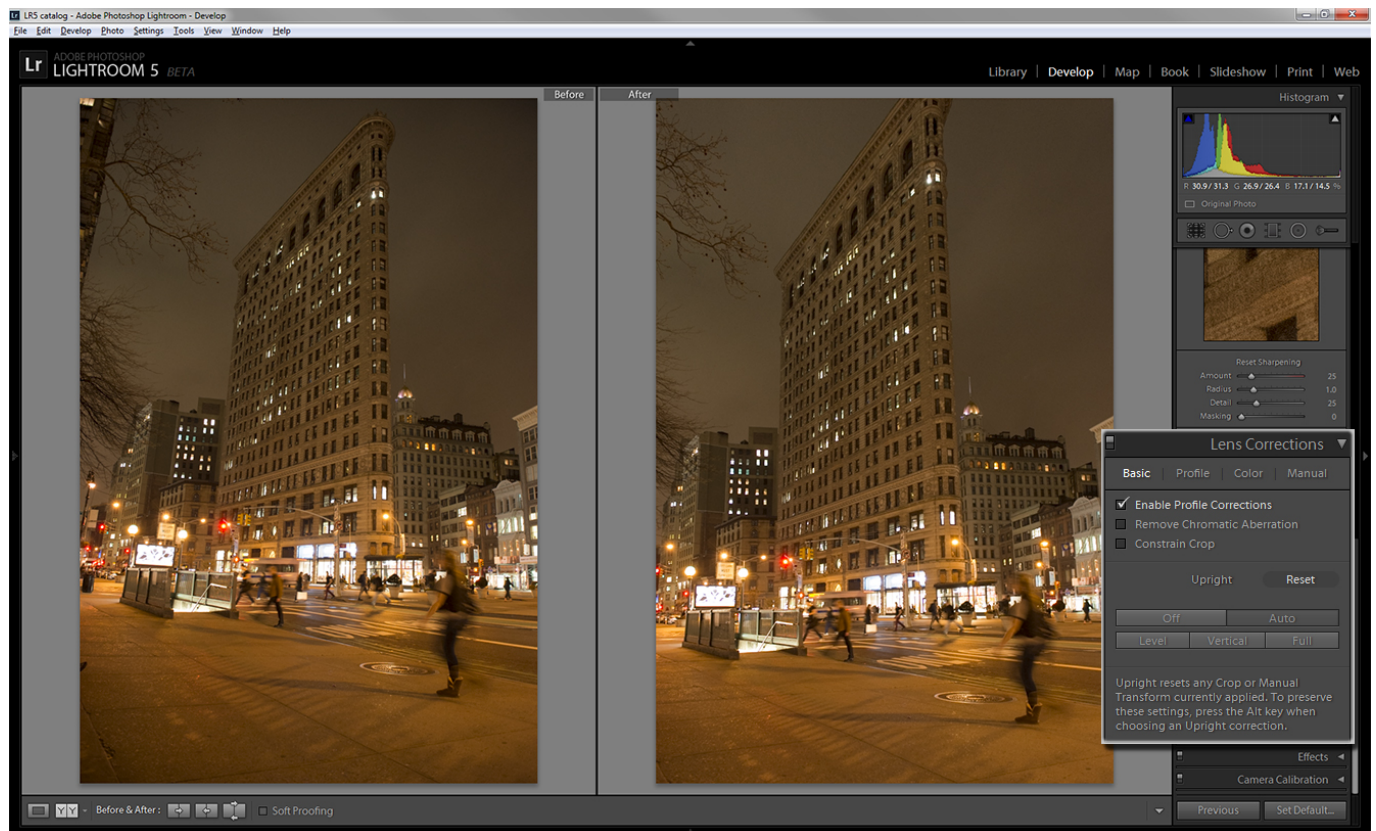 LR5 catalog - Adobe Photoshop Lightroom - Develop
File Edit Develop Photo Settings Tools View Window Help
Lr ADOBE PHOTOSHOP
LIGHTROOM 5 BETA
Library | Develop | Map | Book | Slideshow | Print | Web
Before
After
Histogram
R 30.9 / 31.3 G 26.9 / 26.4 B 17.1 / 14.5 %
Original Photo
Reset Sharpening
Amount 25
Radius 1.0
Detail 25
Masking 0
Lens Corrections
Basic | Profile | Color | Manual
Enable Profile Corrections
Remove Chromatic Aberration
Constrain Crop
Upright Reset
Off Auto
Level Vertical Full
Upright resets any Crop or Manual
Transform currently applied. To preserve
these settings, press the Alt key when
choosing an Upright correction.
Effects
Camera Calibration
Y Y Before & After : Soft Proofing
Previous Set Default...